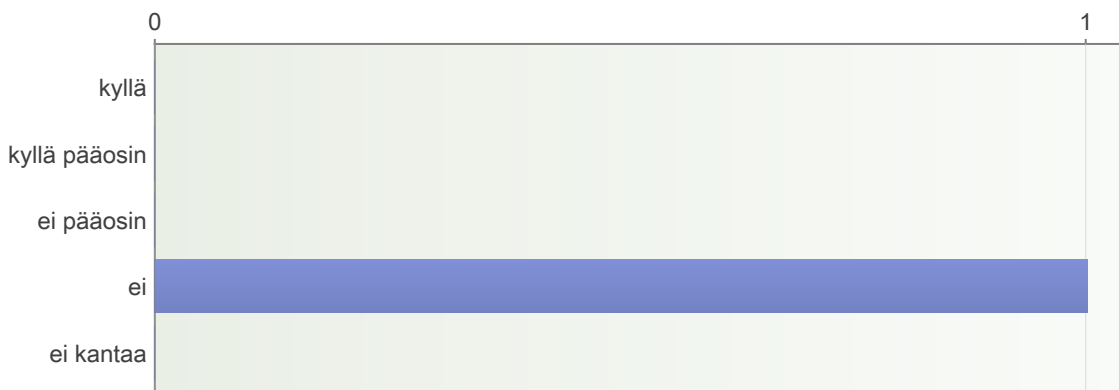 0 1
kyllä
kyllä pääosin
ei pääosin
ei
ei kantaa